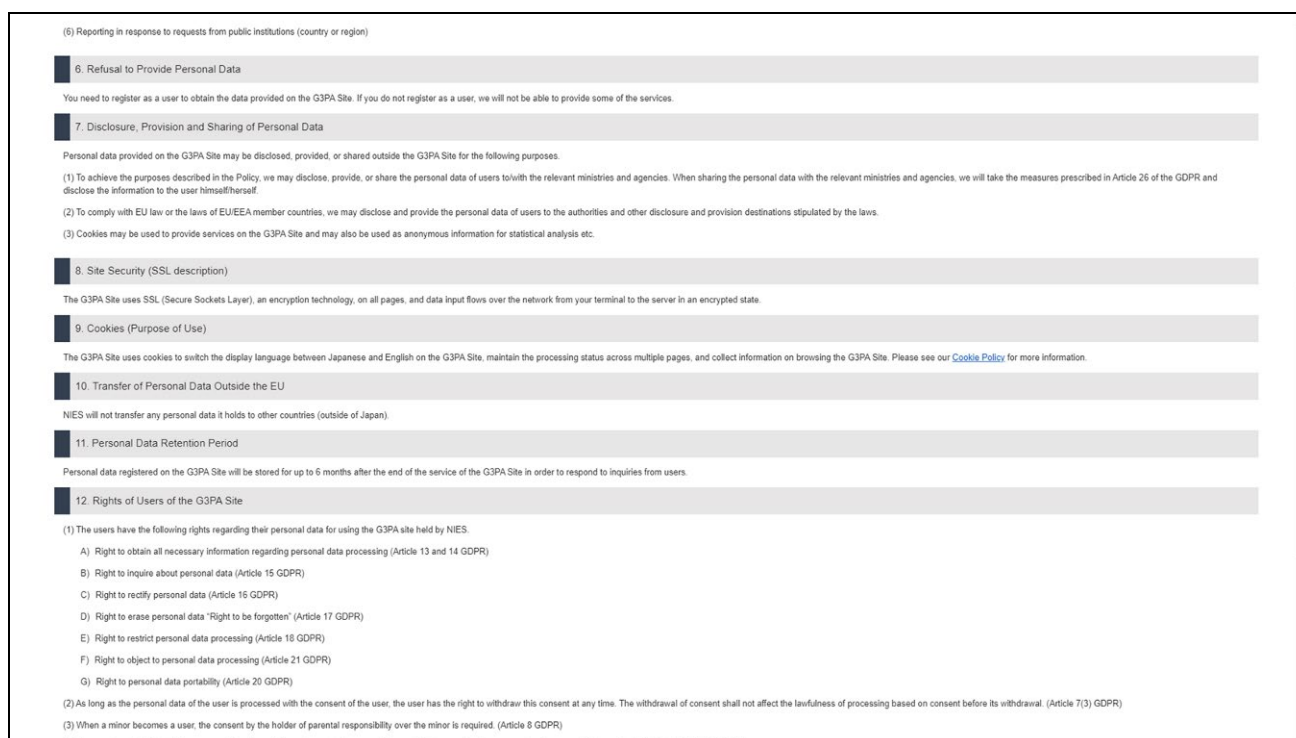 (6) Reporting in response to requests from public institutions (country or region)
6. Refusal to Provide Personal Data
You need to register as a user to obtain the data provided on the G3PA Site. If you do not register as a user, we will not be able to provide some of the services.
7. Disclosure, Provision and Sharing of Personal Data
Personal data provided on the G3PA Site may be disclosed, provided, or shared outside the G3PA Site for the following purposes.
(1) To achieve the purposes described in the Policy, we may disclose, provide, or share the personal data of users to/with the relevant ministries and agencies. When sharing the personal data with the relevant ministries and agencies, we will take the measures prescribed in Article 26 of the GDPR and
disclose the information to the user himself/herself.
(2) To comply with EU law or the laws of EU/EEA member countries, we may disclose and provide the personal data of users to the authorities and other disclosure and provision destinations stipulated by the laws.
(3) Cookies may be used to provide services on the G3PA Site and may also be used as anonymous information for statistical analysis etc.
8. Site Security (SSL description)
The G3PA Site uses SSL (Secure Sockets Layer), an encryption technology, on all pages, and data input flows over the network from your terminal to the server in an encrypted state.
9. Cookies (Purpose of Use)
The G3PA Site uses cookies to switch the display language between Japanese and English on the G3PA Site, maintain the processing status across multiple pages, and collect information on browsing the G3PA Site. Please see our Cookie Policy for more information.
10. Transfer of Personal Data Outside the EU
NIES will not transfer any personal data it holds to other countries (outside of Japan).
11. Personal Data Retention Period
Personal data registered on the G3PA Site will be stored for up to 6 months after the end of the service of the G3PA Site in order to respond to inquiries from users.
12. Rights of Users of the G3PA Site
(1) The users have the following rights regarding their personal data for using the G3PA site held by NIES.
A) Right to obtain all necessary information regarding personal data processing (Article 13 and 14 GDPR)
B) Right to inquire about personal data (Article 15 GDPR)
C) Right to rectify personal data (Article 16 GDPR)
D) Right to erase personal data "Right to be forgotten" (Article 17 GDPR)
E) Right to restrict personal data processing (Article 18 GDPR)
F) Right to object to personal data processing (Article 21 GDPR)
G) Right to personal data portability (Article 20 GDPR)
(2) As long as the personal data of the user is processed with the consent of the user, the user has the right to withdraw this consent at any time. The withdrawal of consent shall not affect the lawfulness of processing based on consent before its withdrawal. (Article 7(3) GDPR)
(3) When a minor becomes a user, the consent by the holder of parental responsibility over the minor is required. (Article 8 GDPR)